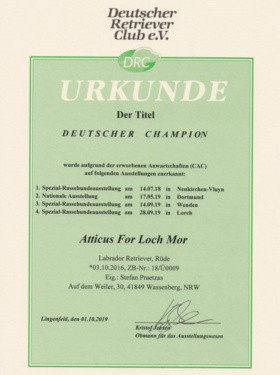 Deutscher
Retriever
Club e.V.
DRC
URKUNDE
Der Titel
DEUTSCHER CHAMPION
wurde aufgrund der erworbenen Anwartschaften (CAC)
auf folgenden Ausstellungen zuerkannt:
1. Spezial-Rassehundeausstellung am 14.07.18 in Neukirchen-Vluyn
2. Nationale Ausstellung am 17.05.19 in Dortmund
3. Spezial-Rassehundeausstellung am 14.09.19 in Wenden
4. Spezial-Rassehundeausstellung am 28.09.19 in Lorch
Atticus For Loch Mor
Labrador Retriever, Rüde
*03.10.2016, ZB-Nr.: 18/Ü0009
Eig.: Stefan Praetzas
Auf dem Weiler, 30, 41849 Wassenberg, NRW
Lingenfeld, den 01.10.2019
Kristof
Obmann für das Ausstellungswesen